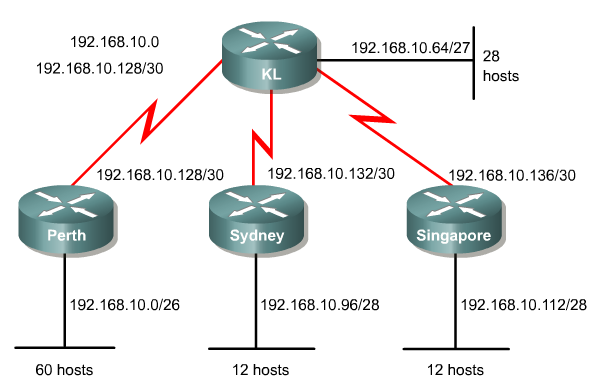 192.168.10.0
192.168.10.128/30
KL
192.168.10.64/27
28
hosts
192.168.10.128/30
192.168.10.132/30
192.168.10.136/30
Perth
Sydney
Singapore
192.168.10.0/26
192.168.10.96/28
192.168.10.112/28
60 hosts
12 hosts
12 hosts